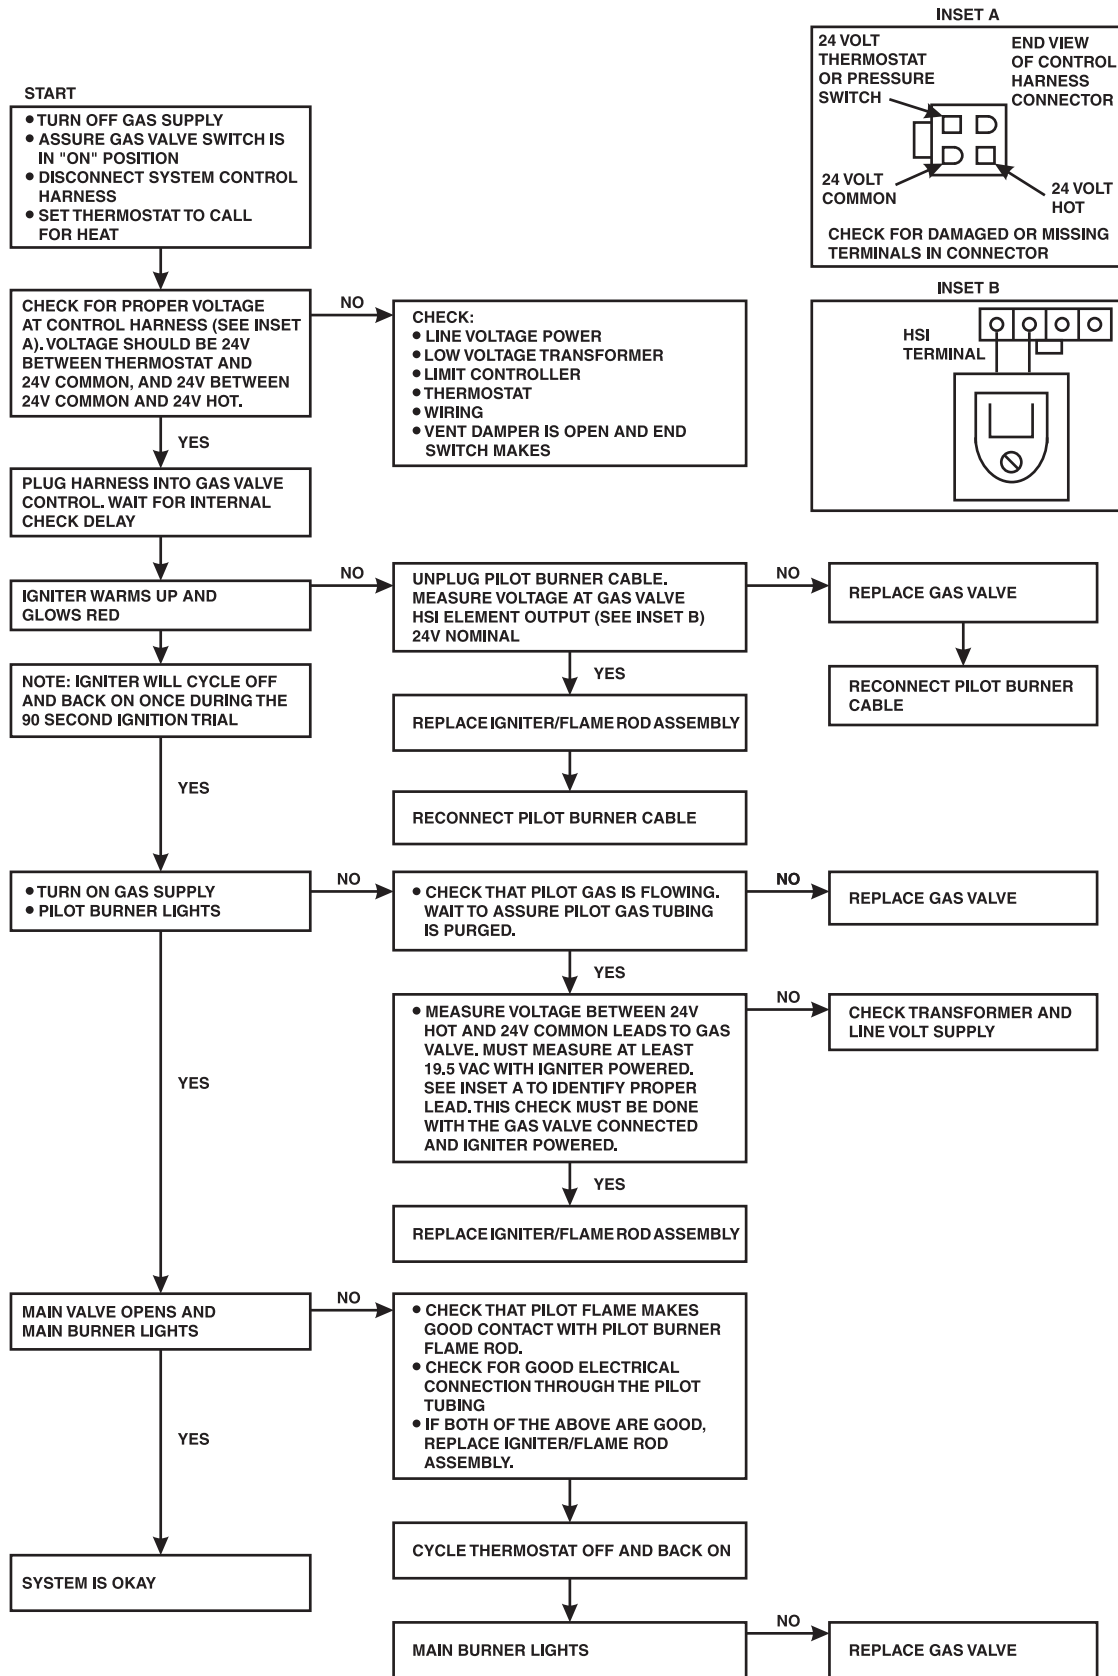 START
• TURN OFF GAS SUPPLY
• ASSURE GAS VALVE SWITCH IS
IN "ON" POSITION
• DISCONNECT SYSTEM CONTROL
HARNESS
• SET THERMOSTAT TO CALL
FOR HEAT
INSET A
24 VOLT
THERMOSTAT
OR PRESSURE
SWITCH
END VIEW
OF CONTROL
HARNESS
CONNECTOR
24 VOLT
COMMON
24 VOLT
HOT
CHECK FOR DAMAGED OR MISSING
TERMINALS IN CONNECTOR
CHECK FOR PROPER VOLTAGE
AT CONTROL HARNESS (SEE INSET
A). VOLTAGE SHOULD BE 24V
BETWEEN THERMOSTAT AND
24V COMMON, AND 24V BETWEEN
24V COMMON AND 24V HOT.
NO
CHECK:
• LINE VOLTAGE POWER
• LOW VOLTAGE TRANSFORMER
• LIMIT CONTROLLER
• THERMOSTAT
• WIRING
• VENT DAMPER IS OPEN AND END
SWITCH MAKES
INSET B
HSI
TERMINAL
YES
PLUG HARNESS INTO GAS VALVE
CONTROL. WAIT FOR INTERNAL
CHECK DELAY
IGNITER WARMS UP AND
GLOWS RED
NO
UNPLUG PILOT BURNER CABLE.
MEASURE VOLTAGE AT GAS VALVE
HSI ELEMENT OUTPUT (SEE INSET B)
24V NOMINAL
NO
REPLACE GAS VALVE
RECONNECT PILOT BURNER
CABLE
YES
REPLACE IGNITER/FLAME ROD ASSEMBLY
RECONNECT PILOT BURNER CABLE
NOTE: IGNITER WILL CYCLE OFF
AND BACK ON ONCE DURING THE
90 SECOND IGNITION TRIAL
YES
• TURN ON GAS SUPPLY
• PILOT BURNER LIGHTS
NO
• CHECK THAT PILOT GAS IS FLOWING.
WAIT TO ASSURE PILOT GAS TUBING
IS PURGED.
NO
REPLACE GAS VALVE
YES
• MEASURE VOLTAGE BETWEEN 24V
HOT AND 24V COMMON LEADS TO GAS
VALVE. MUST MEASURE AT LEAST
19.5 VAC WITH IGNITER POWERED.
SEE INSET A TO IDENTIFY PROPER
LEAD. THIS CHECK MUST BE DONE
WITH THE GAS VALVE CONNECTED
AND IGNITER POWERED.
NO
CHECK TRANSFORMER AND
LINE VOLT SUPPLY
YES
REPLACE IGNITER/FLAME ROD ASSEMBLY
YES
MAIN VALVE OPENS AND
MAIN BURNER LIGHTS
NO
• CHECK THAT PILOT FLAME MAKES
GOOD CONTACT WITH PILOT BURNER
FLAME ROD.
• CHECK FOR GOOD ELECTRICAL
CONNECTION THROUGH THE PILOT
TUBING
• IF BOTH OF THE ABOVE ARE GOOD,
REPLACE IGNITER/FLAME ROD
ASSEMBLY.
YES
CYCLE THERMOSTAT OFF AND BACK ON
SYSTEM IS OKAY
MAIN BURNER LIGHTS
NO
REPLACE GAS VALVE